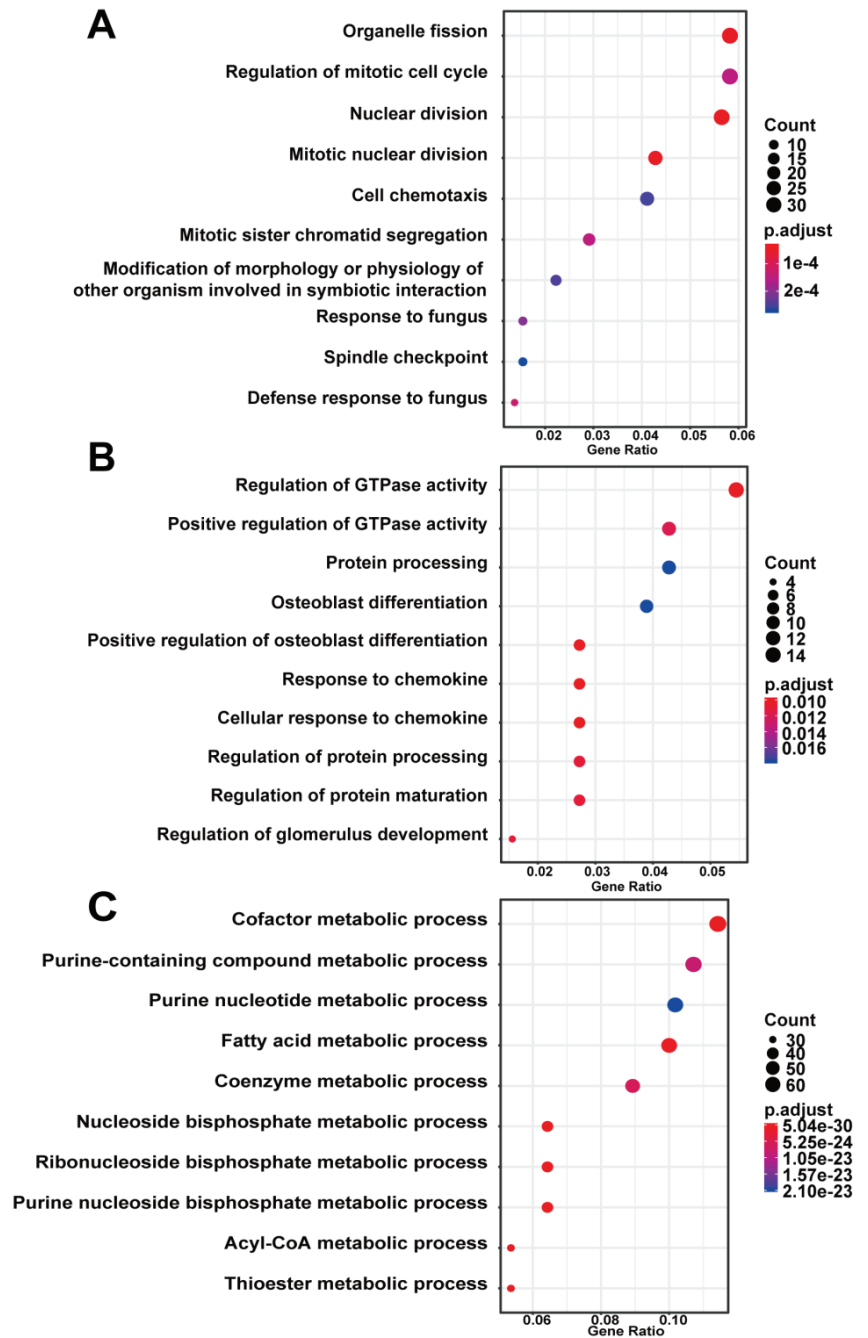 A
Organelle fission
Regulation of mitotic cell cycle
Nuclear division
Mitotic nuclear division
Cell chemotaxis
Mitotic sister chromatid segregation
Modification of morphology or physiology of
other organism involved in symbiotic interaction
Response to fungus
Spindle checkpoint
Defense response to fungus
0.02 0.03 0.04 0.05 0.06
Gene Ratio
Count
10
15
20
25
30
p.adjust
1e-4
2e-4
B
Regulation of GTPase activity
Positive regulation of GTPase activity
Protein processing
Osteoblast differentiation
Positive regulation of osteoblast differentiation
Response to chemokine
Cellular response to chemokine
Regulation of protein processing
Regulation of protein maturation
Regulation of glomerulus development
0.02 0.03 0.04 0.05
Gene Ratio
Count
4
6
8
10
12
14
p.adjust
0.010
0.012
0.014
0.016
C
Cofactor metabolic process
Purine-containing compound metabolic process
Purine nucleotide metabolic process
Fatty acid metabolic process
Coenzyme metabolic process
Nucleoside bisphosphate metabolic process
Ribonucleoside bisphosphate metabolic process
Purine nucleoside bisphosphate metabolic process
Acyl-CoA metabolic process
Thioester metabolic process
0.06 0.08 0.10
Gene Ratio
Count
30
40
50
60
p.adjust
5.04e-30
5.25e-24
1.05e-23
1.57e-23
2.10e-23